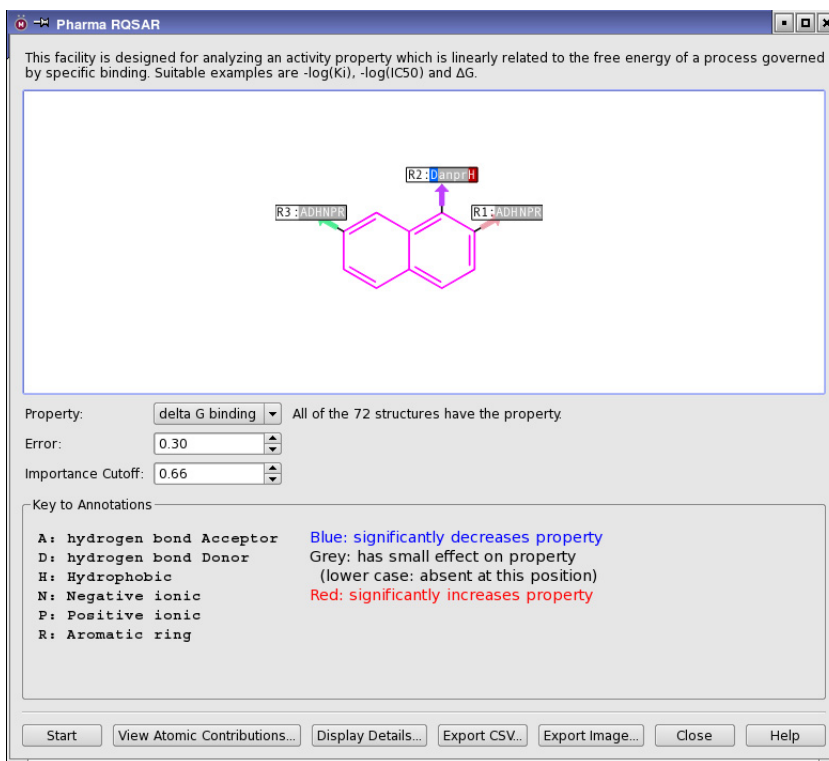 Pharma RQSAR
This facility is designed for analyzing an activity property which is linearly related to the free energy of a process governed
by specific binding. Suitable examples are -log(Ki), -log(IC50) and ΔG.
R2:DanprH
R3:ADHNPR
R1:ADHNPR
Property: delta G binding All of the 72 structures have the property.
Error: 0.30
Importance Cutoff: 0.66
Key to Annotations
A: hydrogen bond Acceptor Blue: significantly decreases property
D: hydrogen bond Donor Grey: has small effect on property
H: Hydrophobic (lower case: absent at this position)
N: Negative ionic Red: significantly increases property
P: Positive ionic
R: Aromatic ring
Start View Atomic Contributions... Display Details... Export CSV... Export Image... Close Help